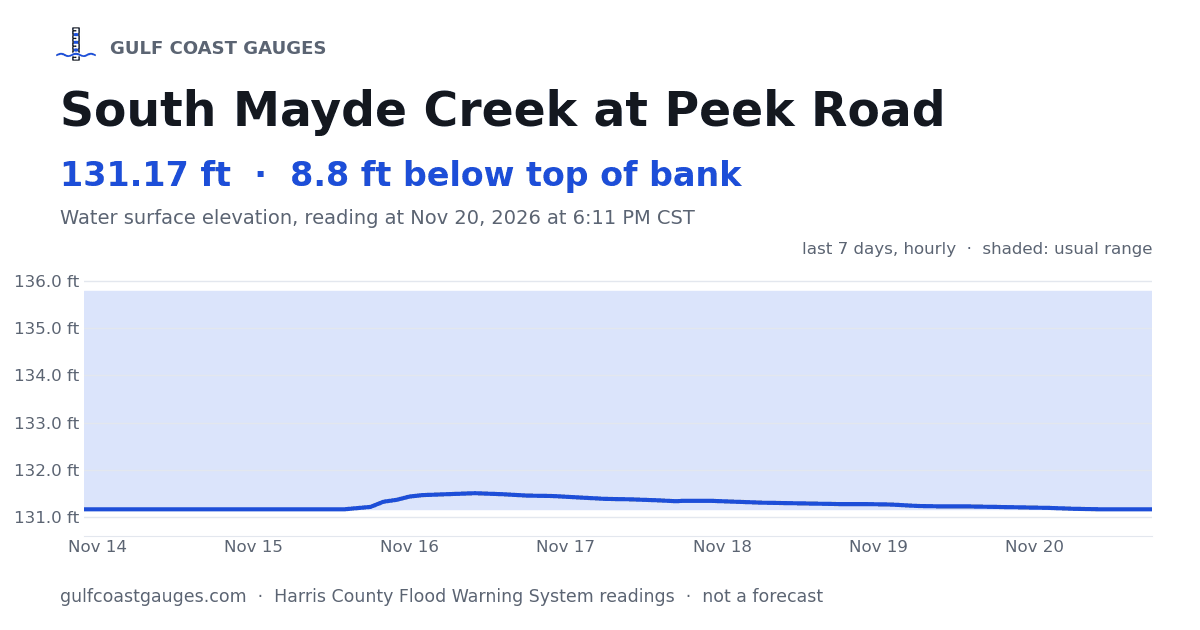 GULF COAST GAUGES
South Mayde Creek at Peek Road
131.17 ft · 8.8 ft below top of bank
Water surface elevation, reading at Nov 20, 2026 at 6:11 PM CST
last 7 days, hourly · shaded: usual range
136.0 ft
135.0 ft
134.0 ft
133.0 ft
132.0 ft
131.0 ft
Nov 14 Nov 15 Nov 16 Nov 17 Nov 18 Nov 19 Nov 20
gulfcoastgauges.com · Harris County Flood Warning System readings · not a forecast